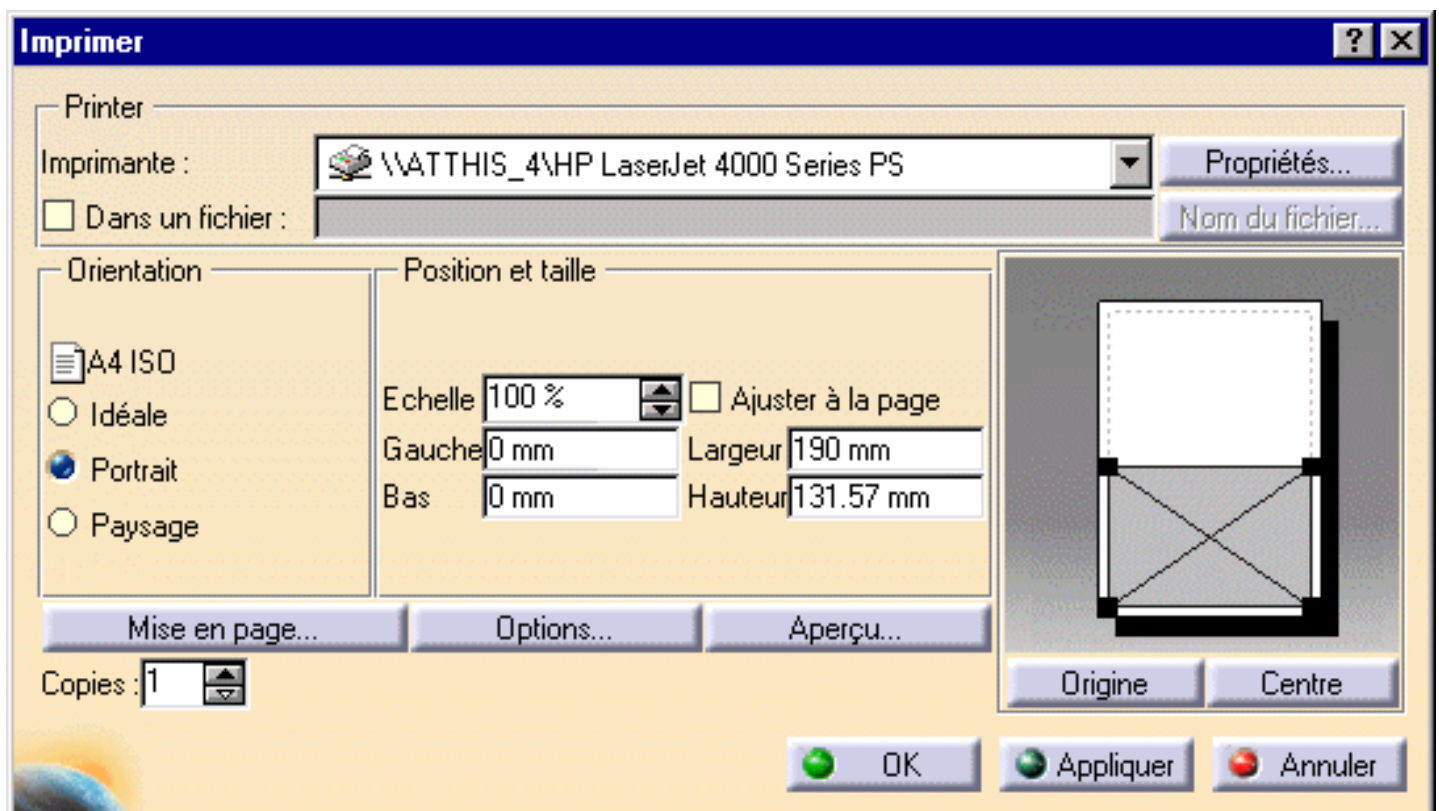 Imprimer
Printer
Imprimante :
\\ATTHIS_4\HP LaserJet 4000 Series PS
Propriétés...
Dans un fichier :
Nom du fichier...
Orientation
A4 ISO
Idéale
Portrait
Paysage
Position et taille
Echelle 100 % Ajuster à la page
Gauche 0 mm Largeur 190 mm
Bas 0 mm Hauteur 131.57 mm
Mise en page... Options... Aperçu...
Origine Centre
Copies : 1
OK Appliquer Annuler